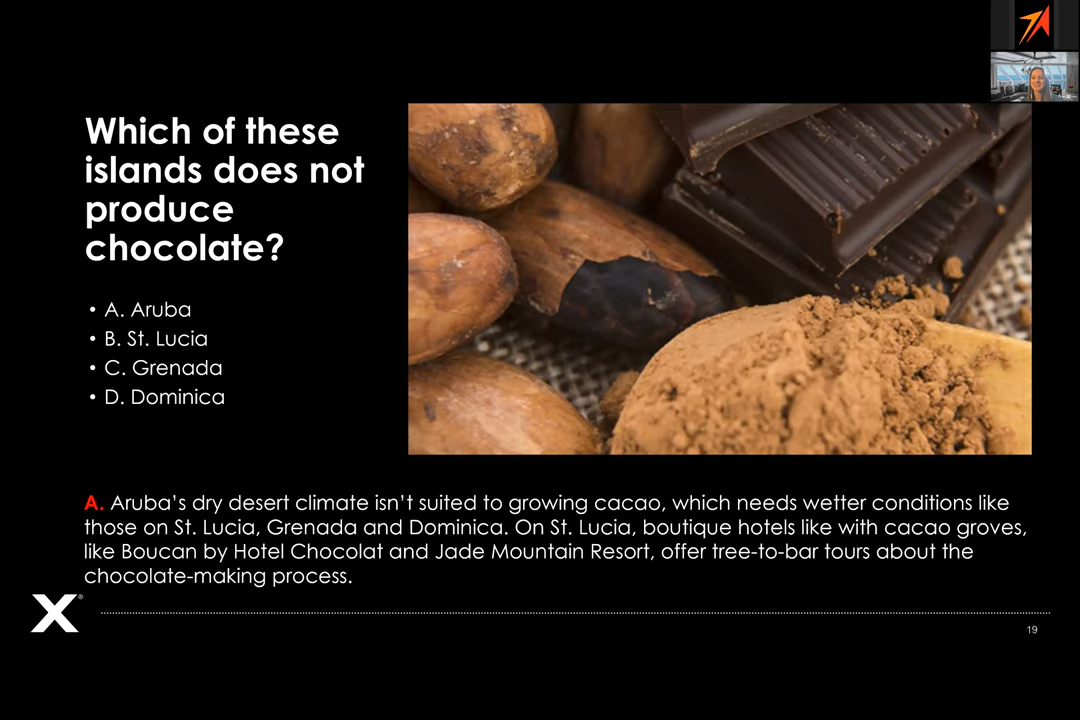 Which of these
islands does not
produce
chocolate?
• A. Aruba
• B. St. Lucia
• C. Grenada
• D. Dominica
A. Aruba’s dry desert climate isn’t suited to growing cacao, which needs wetter conditions like
those on St. Lucia, Grenada and Dominica. On St. Lucia, boutique hotels like with cacao groves,
like Boucan by Hotel Chocolat and Jade Mountain Resort, offer tree-to-bar tours about the
chocolate-making process.
X®
19